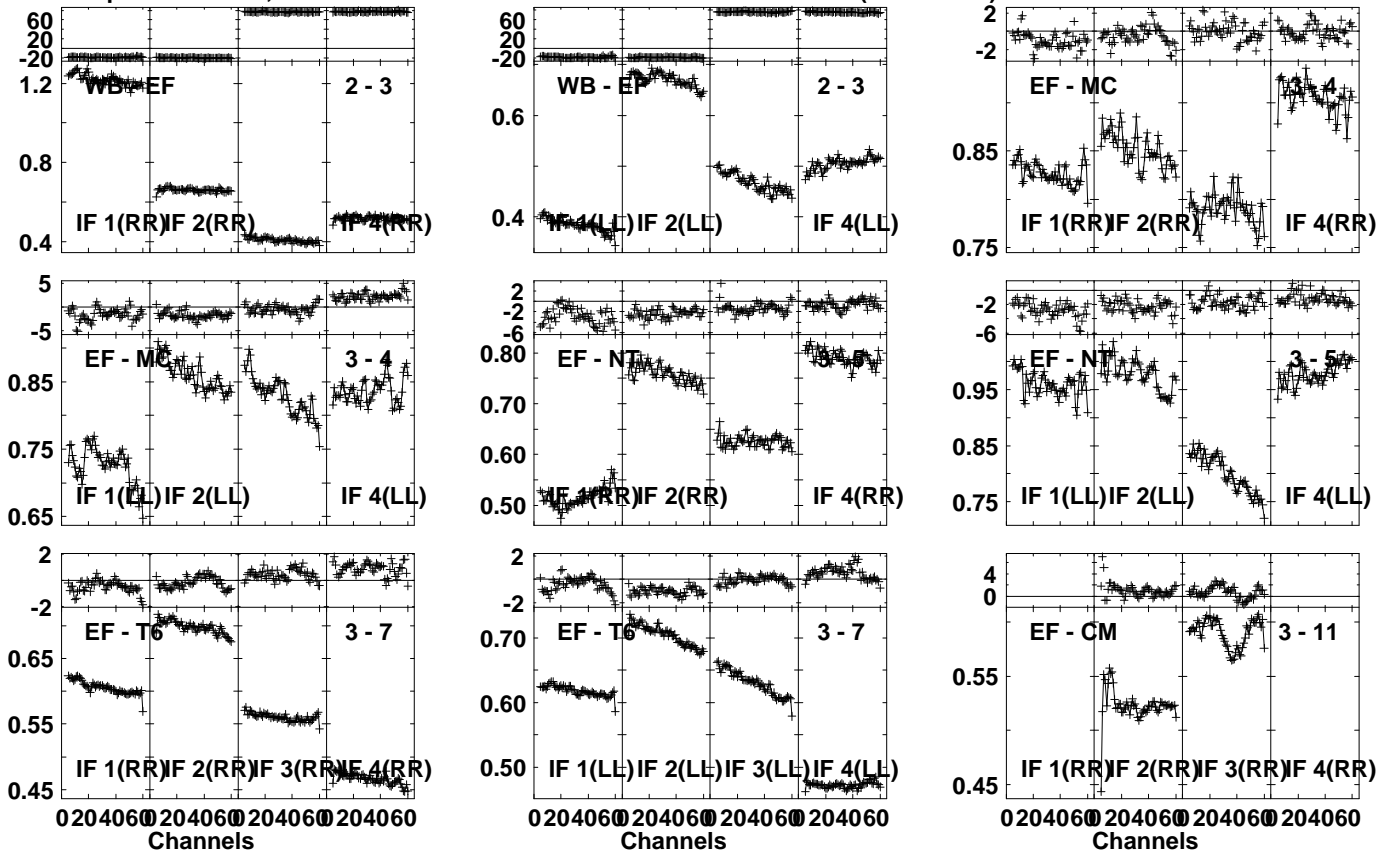 60 60 2
20 20 0
-20 -20 -2
1.2 WB - EF 2 - 3 WB - EF 2 - 3 EF - MC 3 - 4
0.6
0.8 0.85
0.4
IF 1(RR) IF 2(RR) IF 4(RR) IF 1(LL) IF 2(LL) IF 4(LL) IF 1(RR) IF 2(RR) IF 4(RR)
0.4 0.75
5 2 -2
-2
-5 -6 -6
EF - MC 3 - 4 0.80 EF - NT 3 - 5 EF - NT 3 - 5
0.85 0.70 0.95
0.75 0.60 0.85
IF 1(LL) IF 2(LL) IF 4(LL) IF 1(RR) IF 2(RR) IF 4(RR) IF 1(LL) IF 2(LL) IF 4(LL)
0.65 0.50 0.75
2 2 4
-2 -2 0
EF - T6 3 - 7 EF - T6 3 - 7 EF - CM 3 - 11
0.65 0.70 0.55
0.55 0.60
IF 1(RR) IF 2(RR) IF 3(RR) IF 4(RR) IF 1(LL) IF 2(LL) IF 3(LL) IF 4(LL) IF 1(RR) IF 2(RR) IF 3(RR) IF 4(RR)
0.45 0.50 0.45
0 20 40 60 0 20 40 60 0 20 40 60 0 20 40 60 0 20 40 60 0 20 40 60 0 20 40 60 0 20 40 60 0 20 40 60 0 20 40 60 0 20 40 60 0 20 40 60
Channels Channels Channels